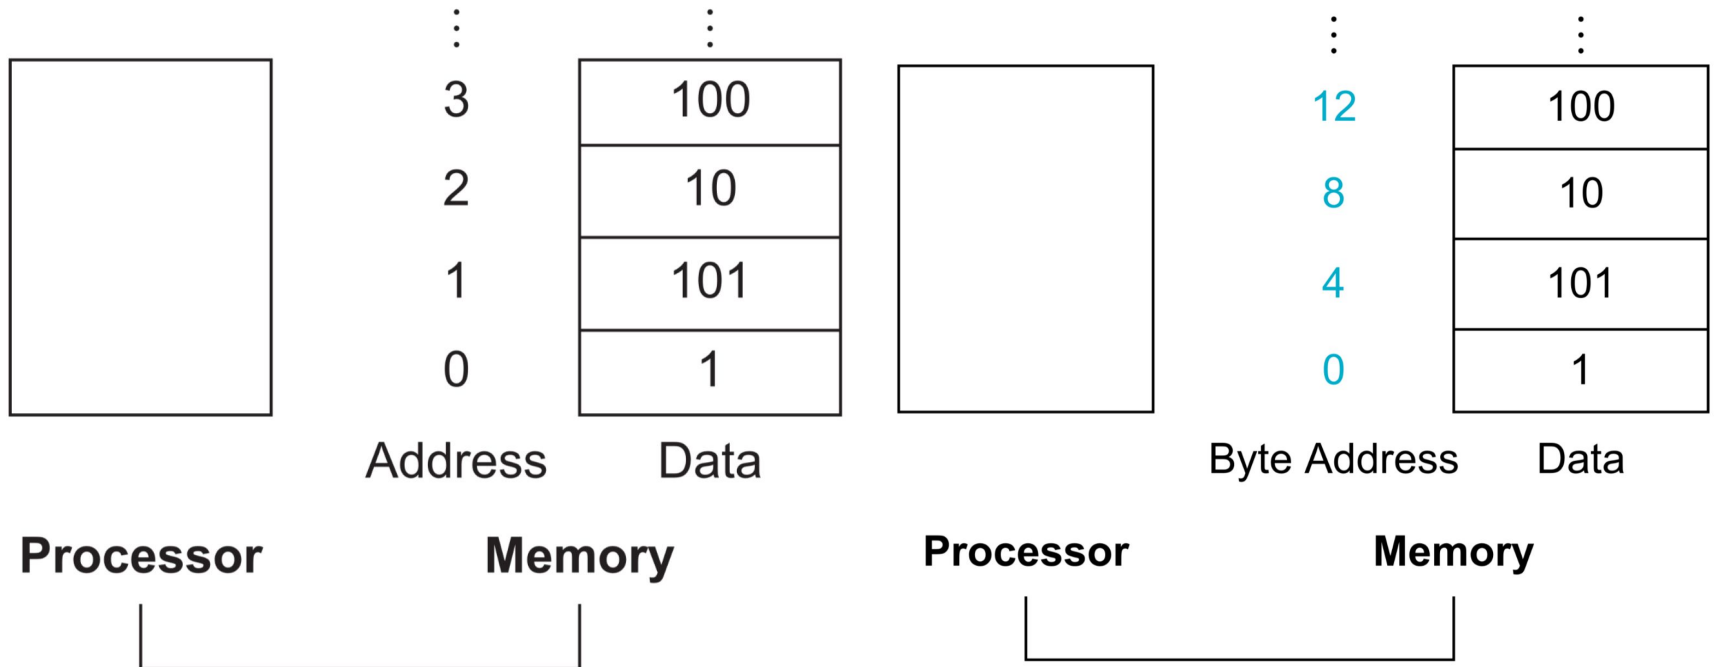 3 100
2 10
1 101
0 1
Address Data
Processor Memory
12 100
8 10
4 101
0 1
Byte Address Data
Processor Memory